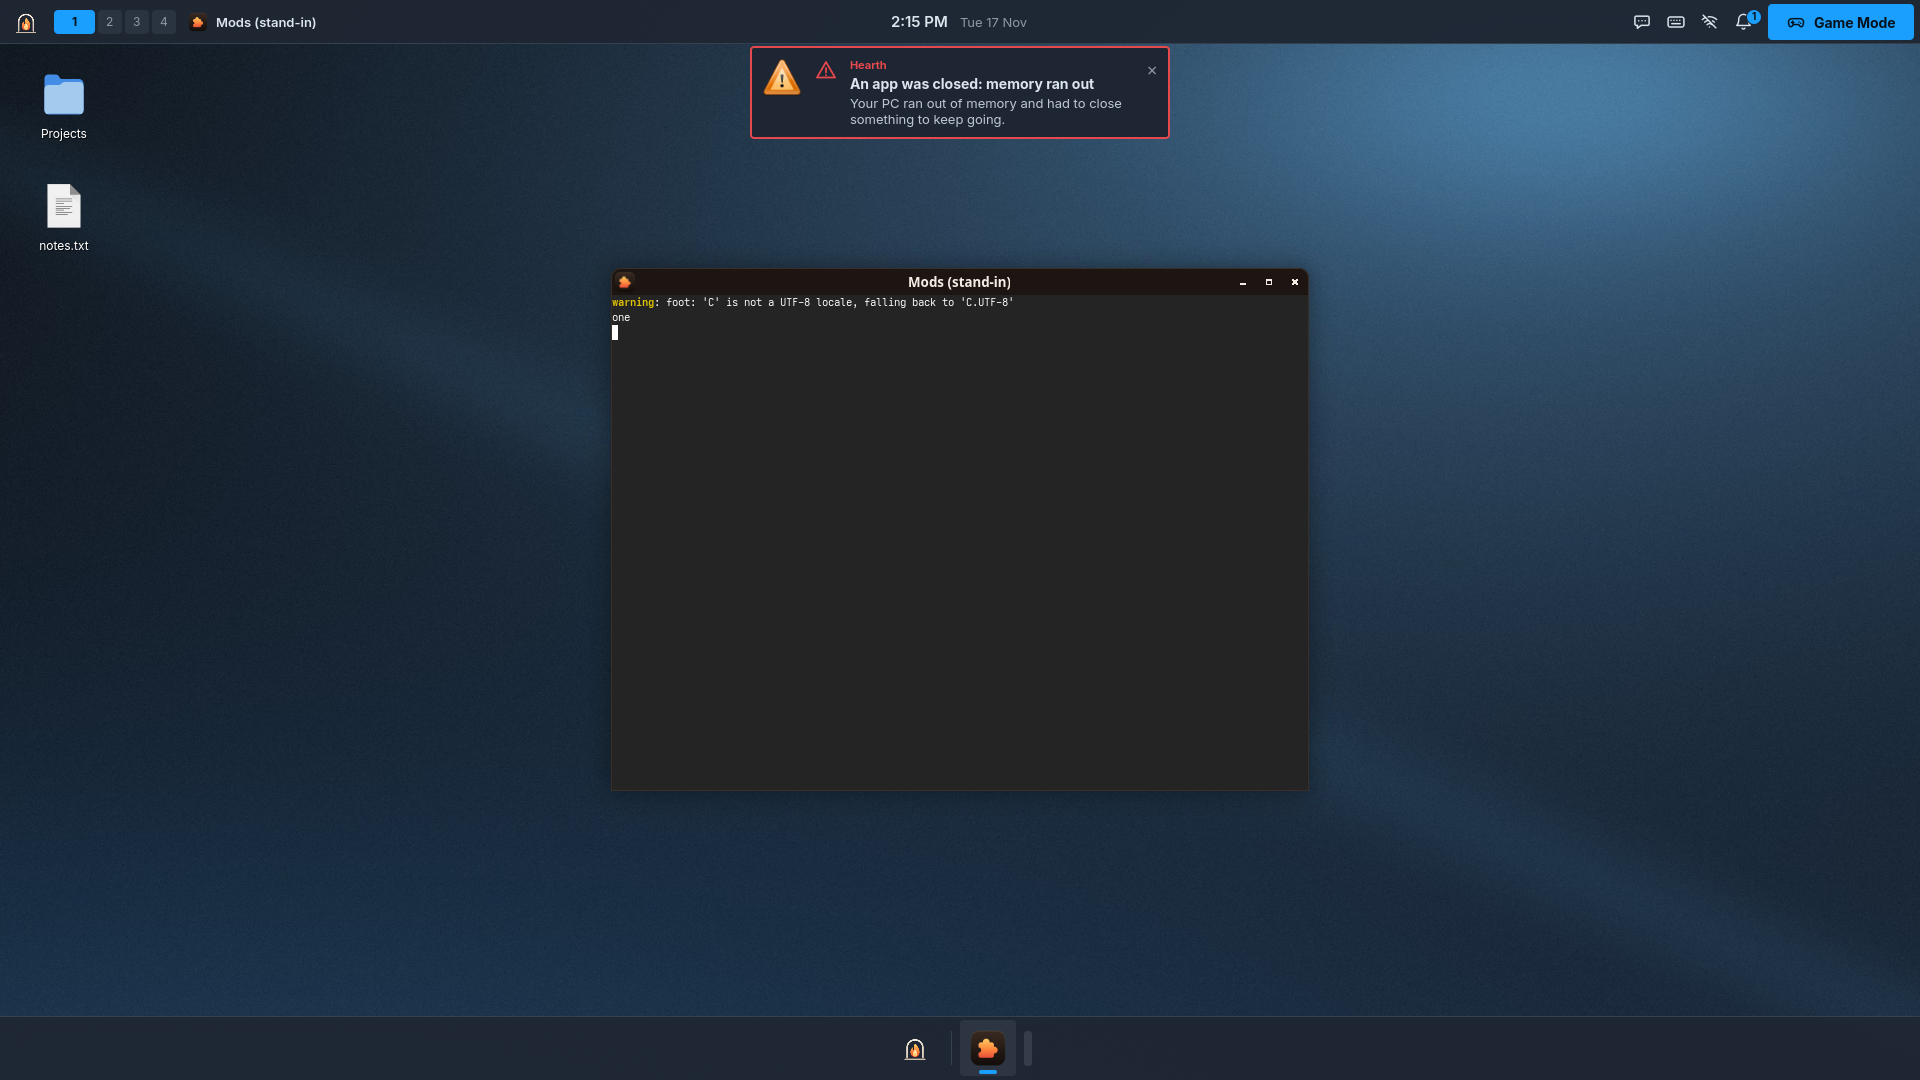 1
2
3
4
Mods (stand-in)
2:15 PM
Tue 17 Nov
1
Game Mode
Hearth
An app was closed: memory ran out
Your PC ran out of memory and had to close
something to keep going.
Projects
notes.txt
Mods (stand-in)
warning: foot: 'C' is not a UTF-8 locale, falling back to 'C.UTF-8'
one